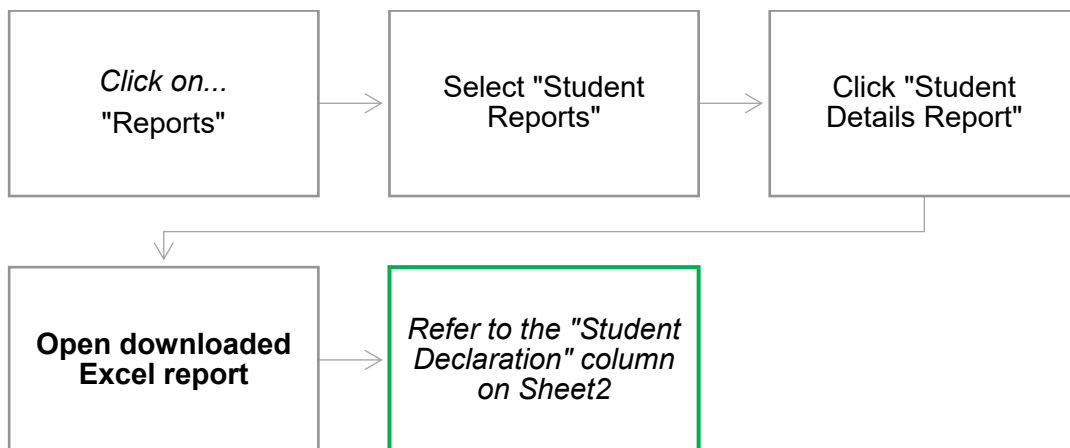 Click on...
"Reports"
Select "Student
Reports"
Click "Student
Details Report"
Open downloaded
Excel report
Refer to the "Student
Declaration" column
on Sheet2